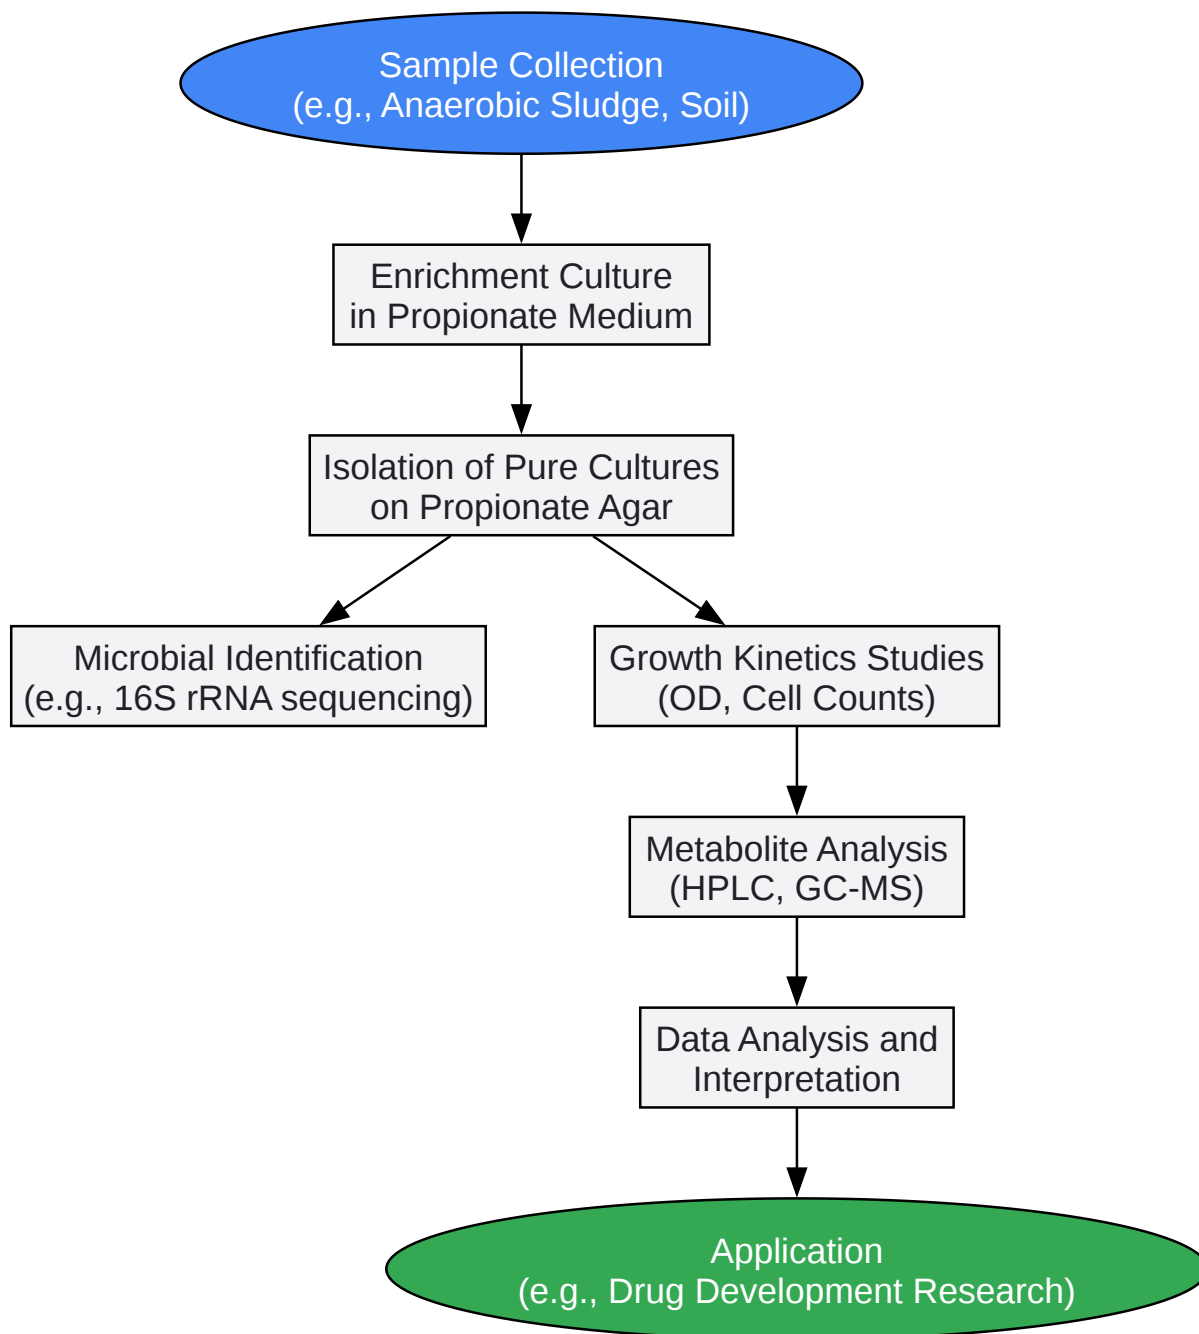 Sample Collection
(e.g., Anaerobic Sludge, Soil)
Enrichment Culture
in Propionate Medium
Isolation of Pure Cultures
on Propionate Agar
Microbial Identification
(e.g., 16S rRNA sequencing)
Growth Kinetics Studies
(OD, Cell Counts)
Metabolite Analysis
(HPLC, GC-MS)
Data Analysis and
Interpretation
Application
(e.g., Drug Development Research)